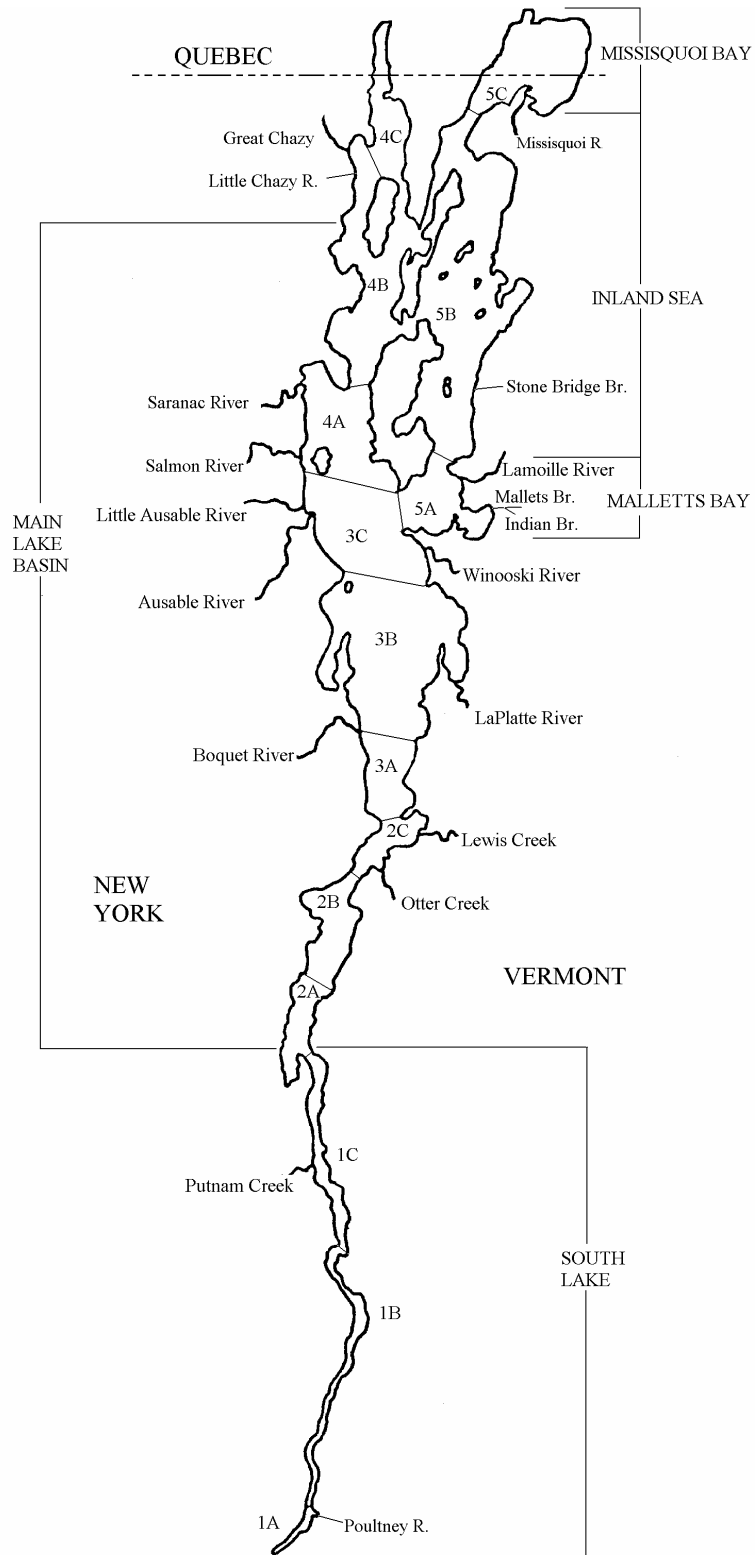 QUEBEC
MISSISQUOI BAY
5C
Great Chazy
4C
Missisquoi R
Little Chazy R.
4B
INLAND SEA
5B
Stone Bridge Br.
Saranac River
4A
Salmon River
Lamoille River
Mallets Br.
MALLETTS BAY
Little Ausable River
5A
Indian Br.
MAIN
LAKE
BASIN
3C
Winooski River
Ausable River
3B
LaPlatte River
Boquet River
3A
2C
Lewis Creek
NEW
YORK
2B
Otter Creek
VERMONT
2A
1C
Putnam Creek
SOUTH
LAKE
1B
1A
Poultney R.